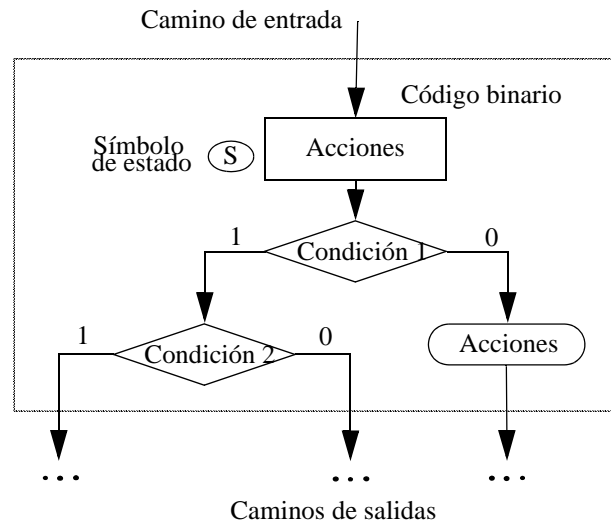 Camino de entrada
Código binario
Símbolo
de estado
S
Acciones
1
Condición 1
0
1
Condición 2
0
Acciones
...
...
...
Caminos de salidas